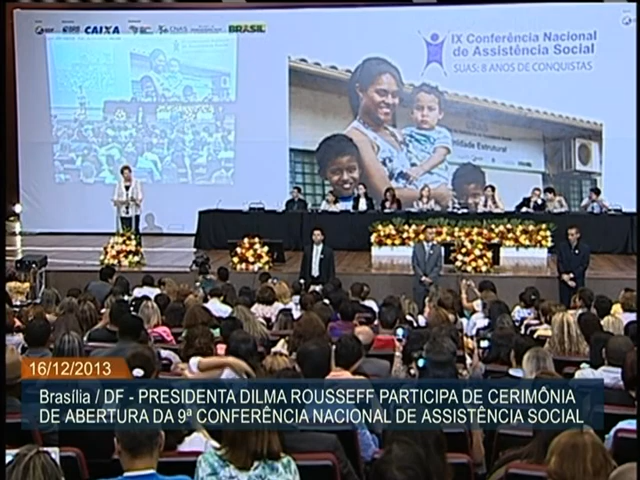 CAIXA
BRASIL
IX Conferência Nacional
de Assistência Social
SUAS: 8 ANOS DE CONQUISTAS
16/12/2013
Brasília / DF - PRESIDENTA DILMA ROUSSEFF PARTICIPA DE CERIMÔNIA
DE ABERTURA DA 9ª CONFERÊNCIA NACIONAL DE ASSISTÊNCIA SOCIAL